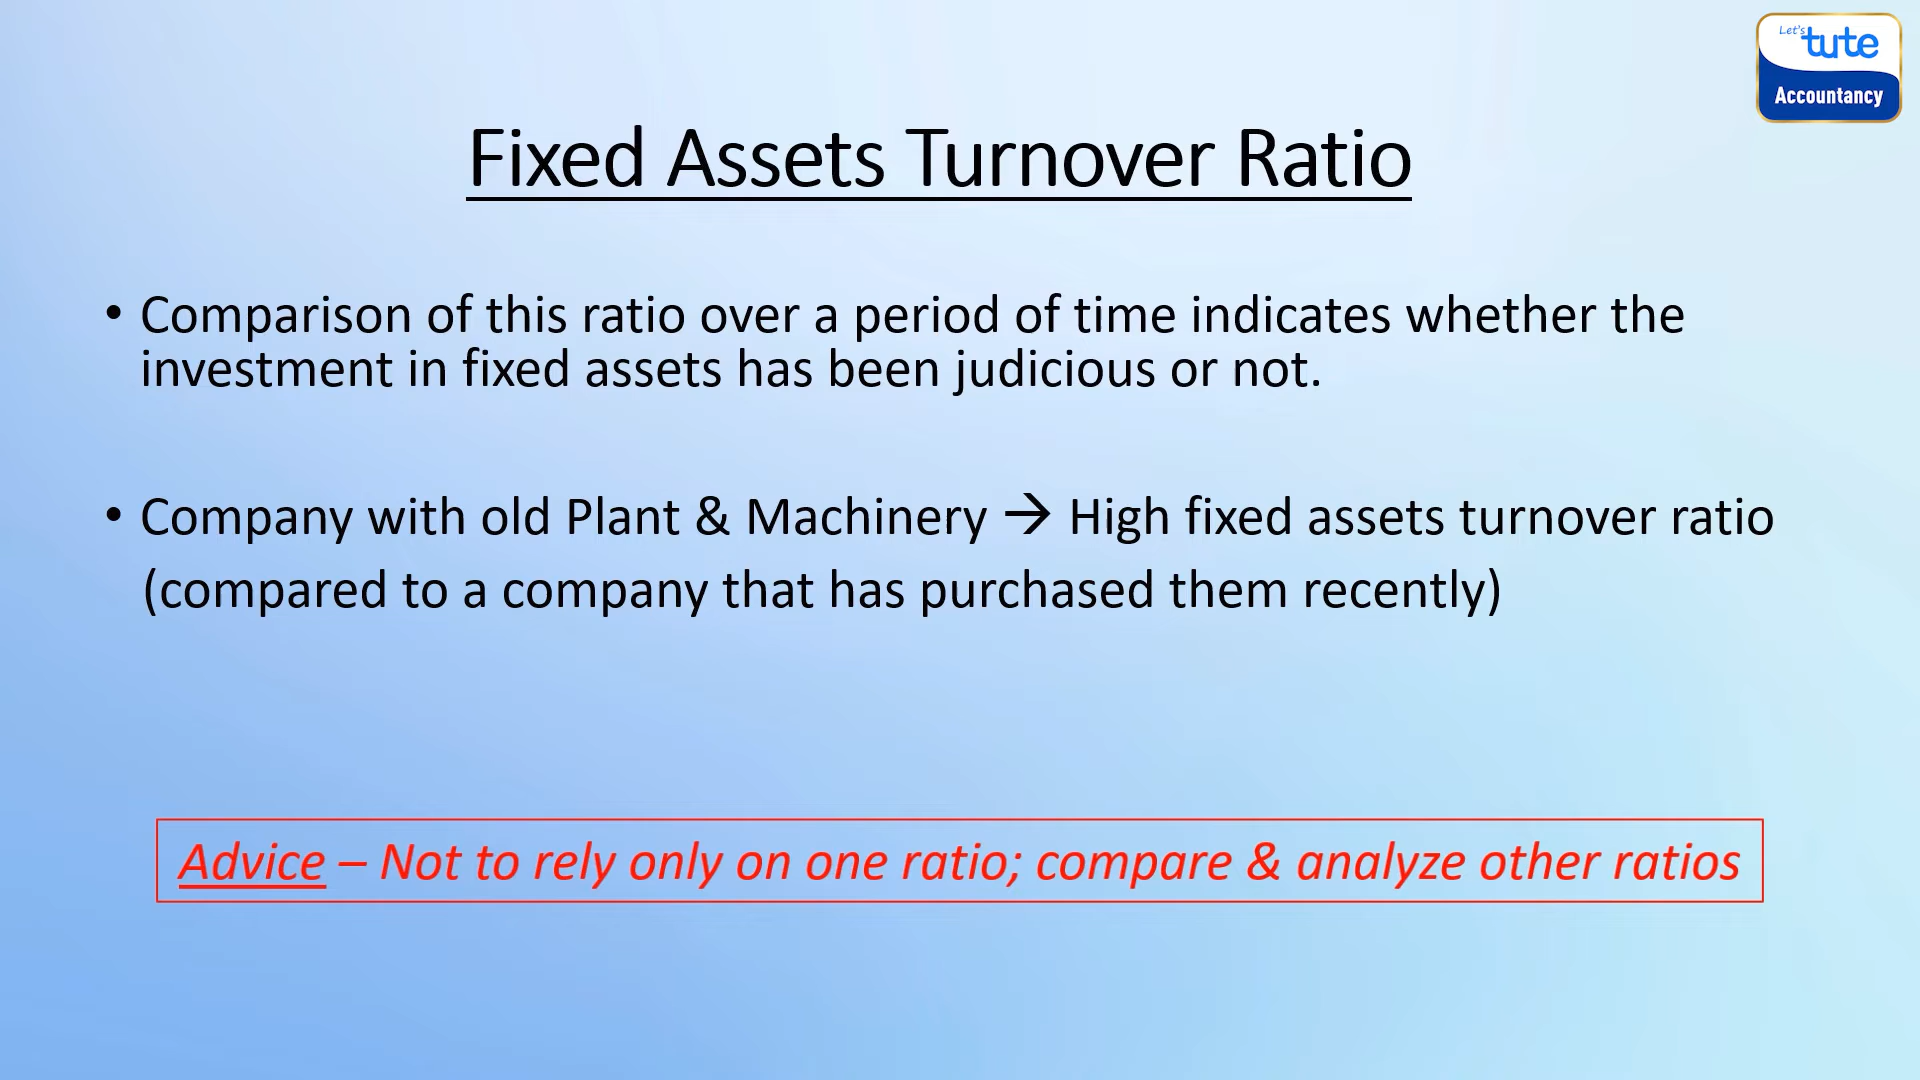 Let's tute
Accountancy
Fixed Assets Turnover Ratio
• Comparison of this ratio over a period of time indicates whether the
investment in fixed assets has been judicious or not.
• Company with old Plant & Machinery → High fixed assets turnover ratio
(compared to a company that has purchased them recently)
Advice – Not to rely only on one ratio; compare & analyze other ratios